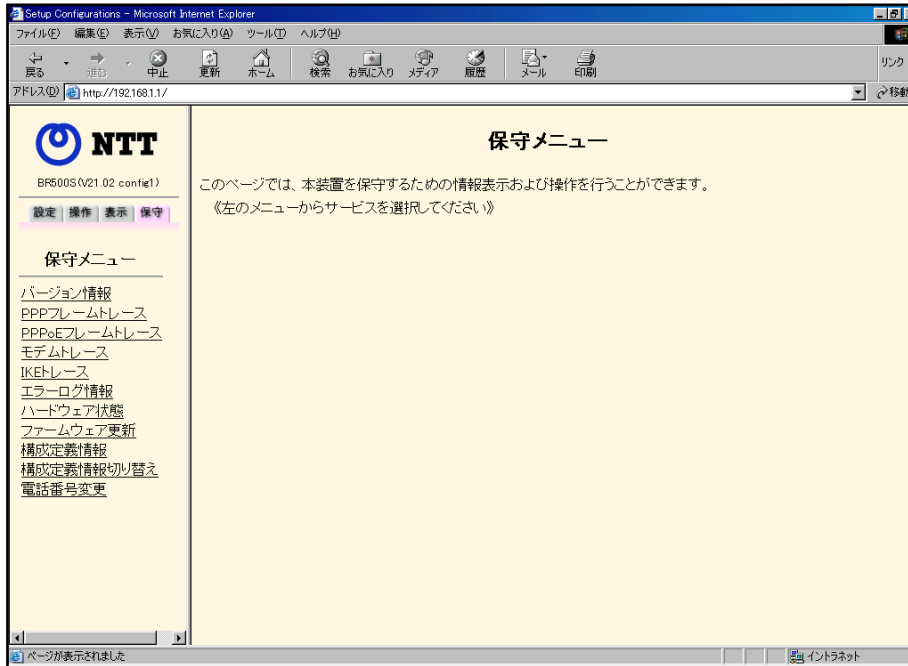 Setup Configurations - Microsoft Internet Explorer
ファイル(F) 編集(E) 表示(V) お気に入り(A) ツール(T) ヘルプ(H)
戻る 進む 中止 更新 ホーム 検索 お気に入り メディア 履歴 メール 印刷 リンク
アドレス(D) http://192.168.1.1/ 移動
NTT
BR500S(V21.02 config1)
設定 操作 表示 保守
保守メニュー
バージョン情報
PPPフレームトレース
PPPoEフレームトレース
モデムトレース
IKEトレース
エラーログ情報
ハードウェア状態
ファームウェア更新
構成定義情報
構成定義情報切り替え
電話番号変更
保守メニュー
このページでは、本装置を保守するための情報表示および操作を行うことができます。
《左のメニューからサービスを選択してください》
ページが表示されました イントラネット